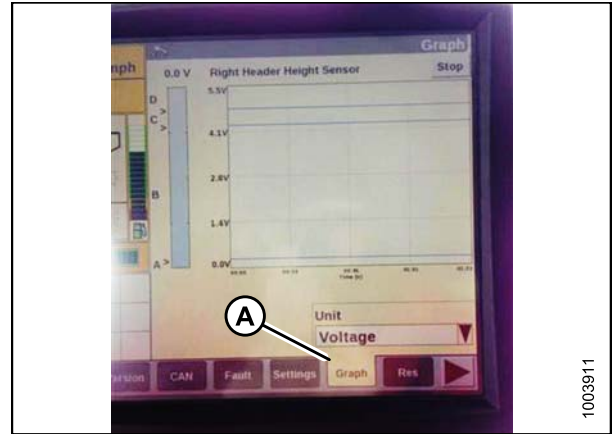 Graph
mph
0.0 V
Right Header Height Sensor
Stop
D
C
B
A
5.5V
4.1V
2.8V
1.4V
0.0V
Time
A
Unit
Voltage
CAN
Fault
Settings
Graph
Res
1003911